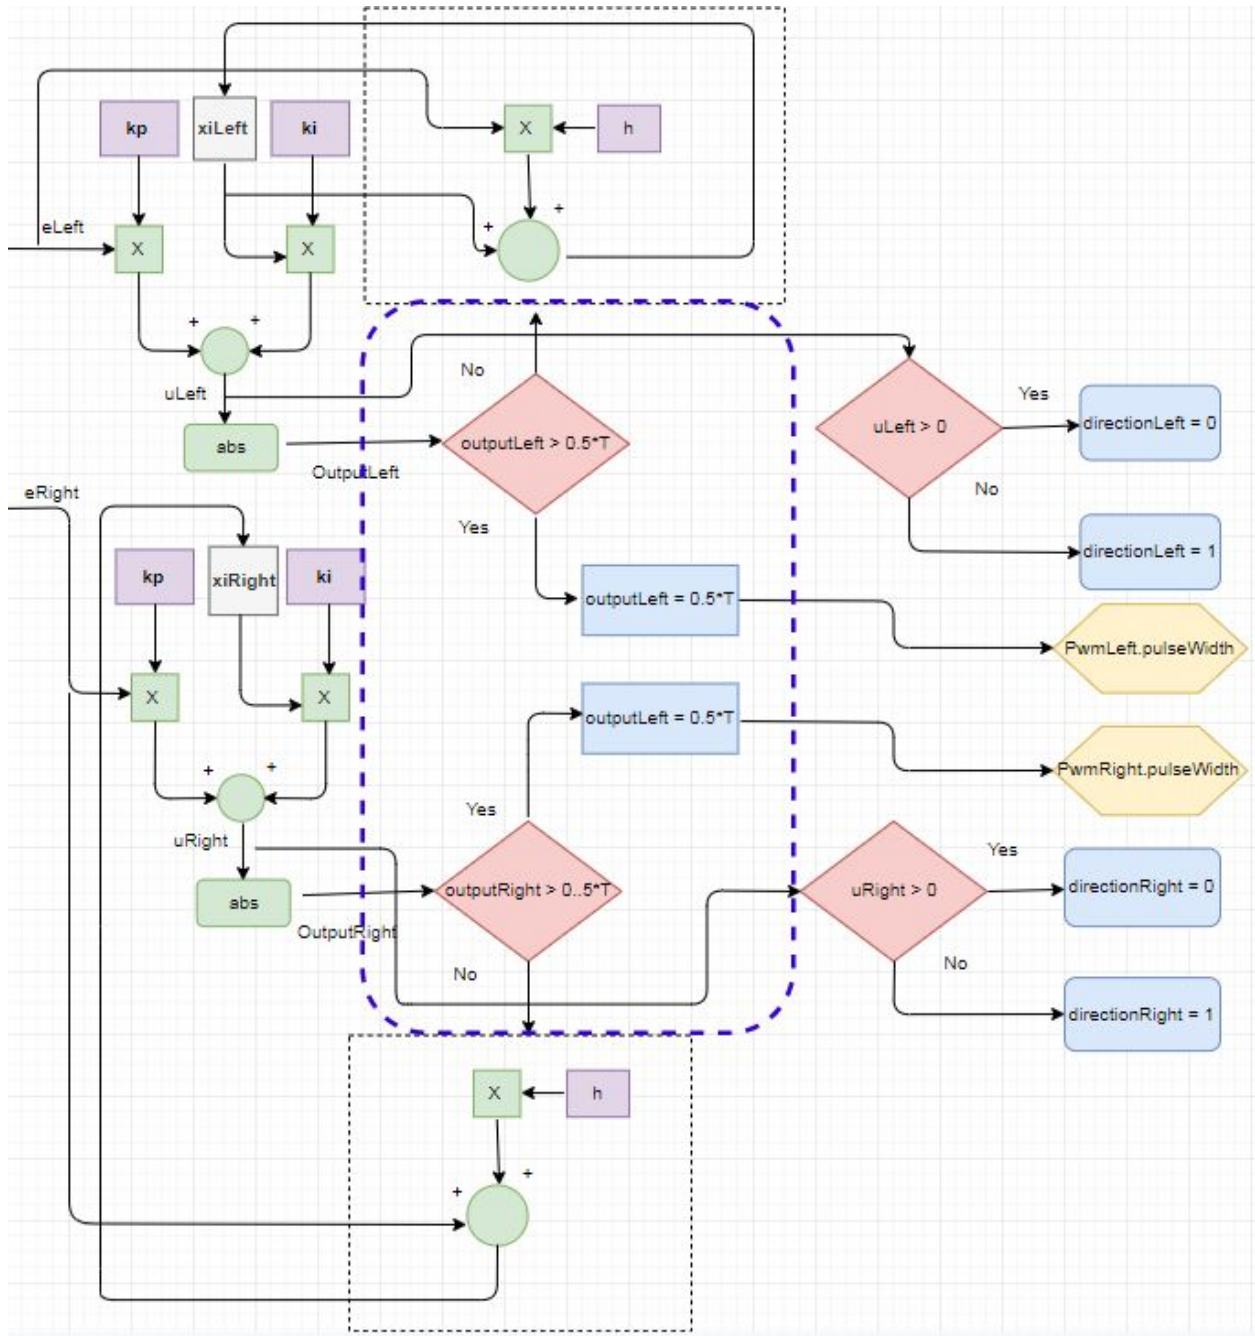 kp
xiLeft
ki
X
h
eLeft
X
X
+
+
+
+
uLeft
abs
OutputLeft
No
outputLeft > 0.5*T
Yes
uLeft > 0
Yes
directionLeft = 0
No
directionLeft = 1
outputLeft = 0.5*T
PwmLeft.pulseWidth
eRight
kp
xiRight
ki
X
X
+
+
uRight
abs
OutputRight
outputLeft = 0.5*T
PwmRight.pulseWidth
Yes
outputRight > 0..5*T
No
uRight > 0
Yes
directionRight = 0
No
directionRight = 1
X
h
+
+